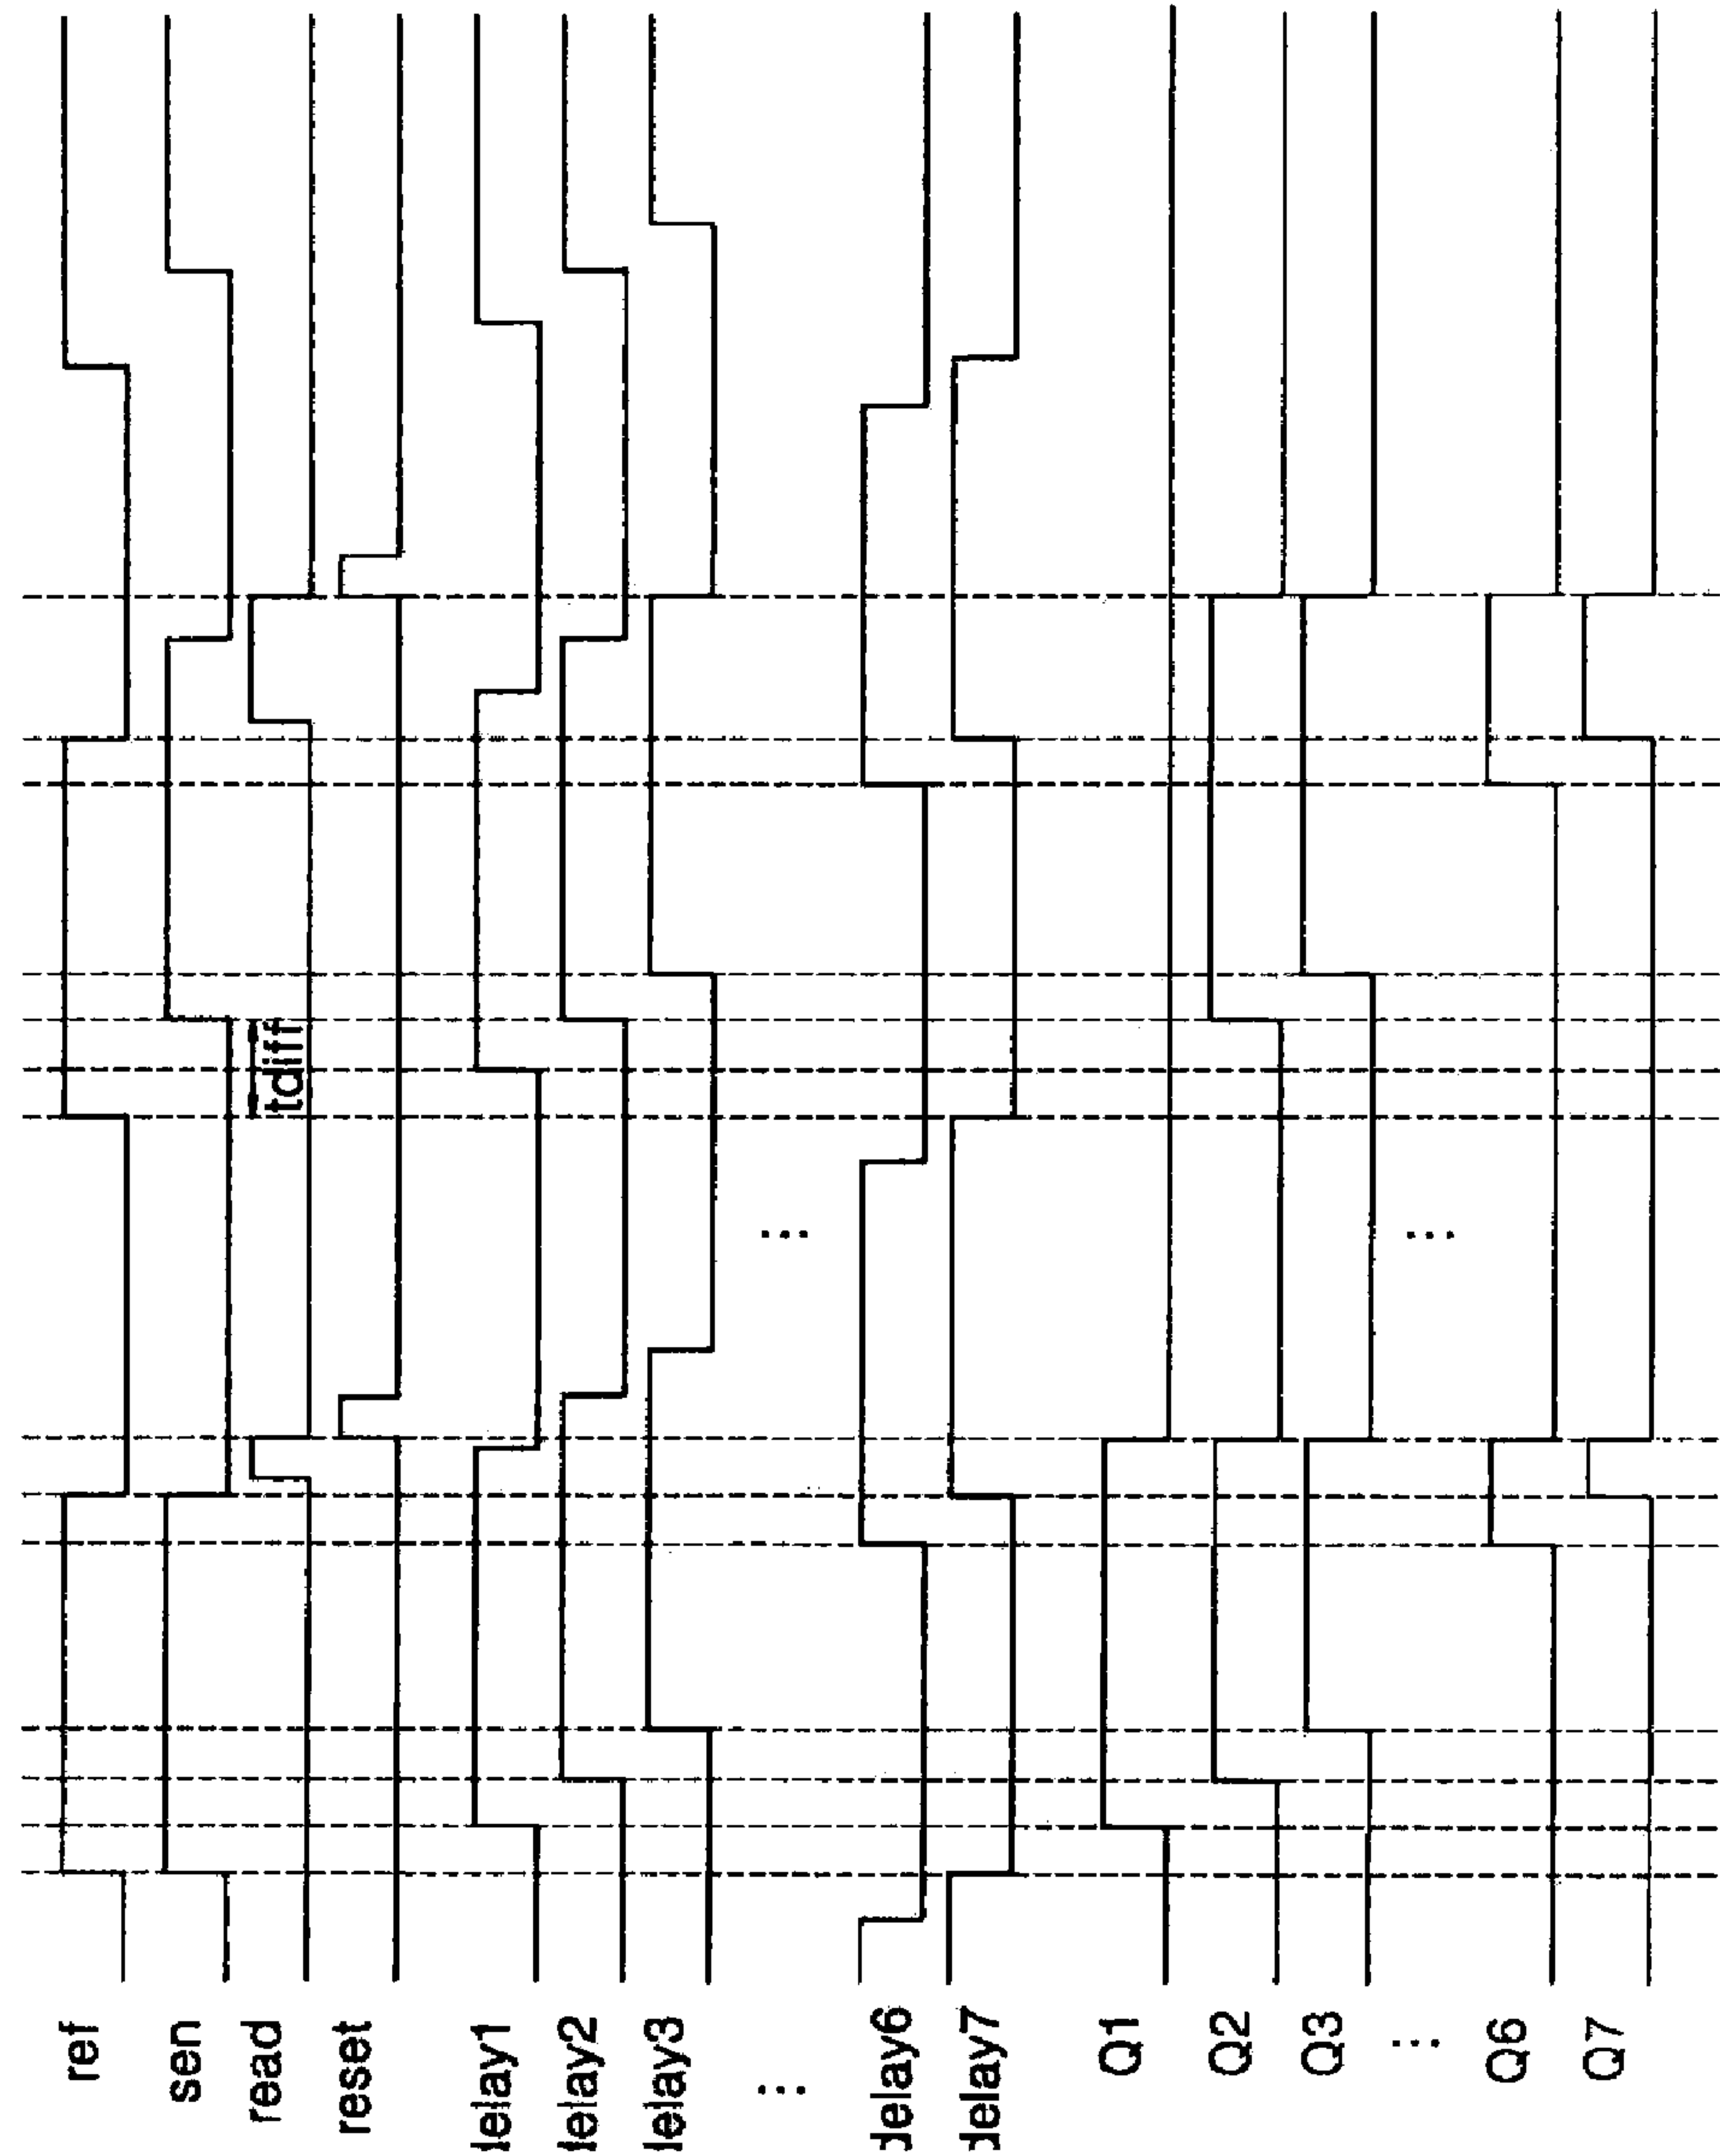 ref
sen
read
reset
delay1
delay2
delay3
...
delay6
delay7
Q1
Q2
Q3
...
Q6
Q7
tdiff
...
...